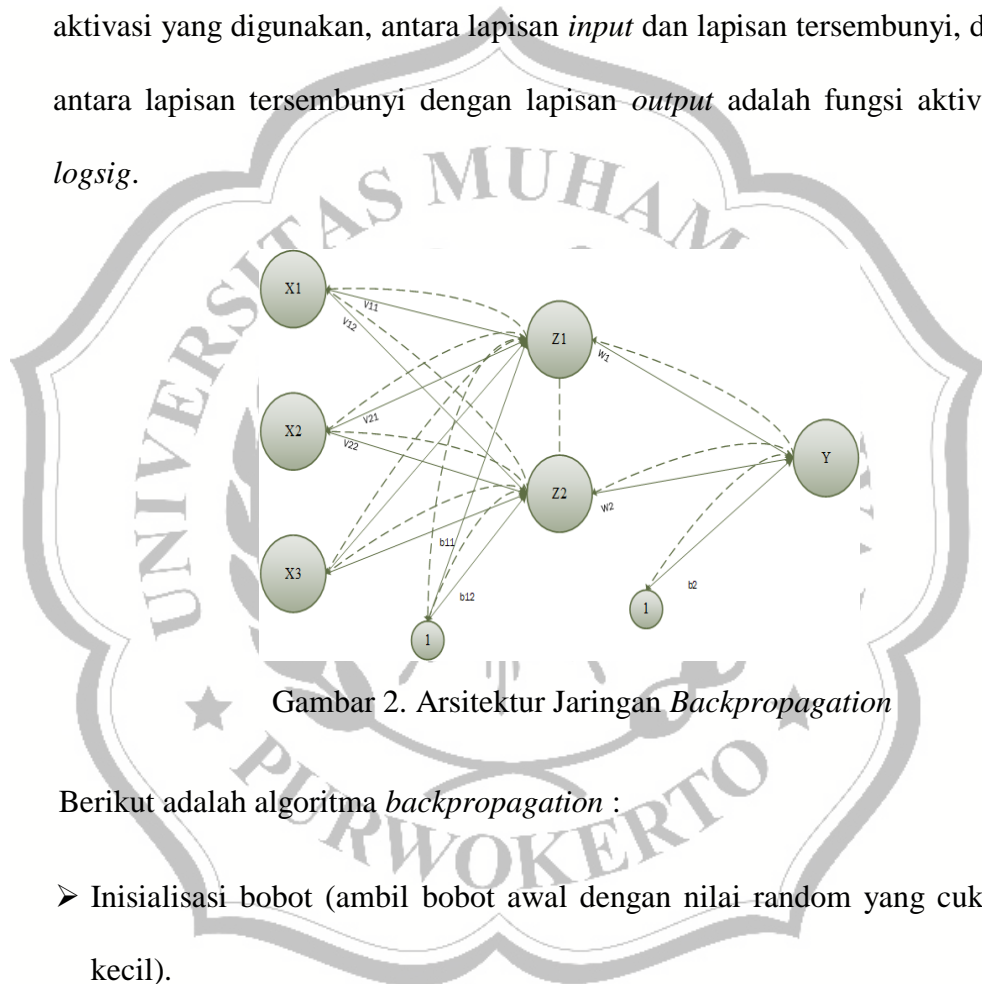 aktivasi yang digunakan, antara lapisan input dan lapisan tersembunyi,
antara lapisan tersembunyi dengan lapisan output adalah fungsi
logsig.
UNIVERSITAS
X1
V11
V12
Z1
W1
X2
V21
V22
Y
Z2
W2
X3
b11
b12
b2
1
1
Gambar 2. Arsitektur Jaringan Backpropagation
PURWOKERTO
Berikut adalah algoritma backpropagation :
➢ Inisialisasi bobot (ambil bobot awal dengan nilai random yang
kecil).